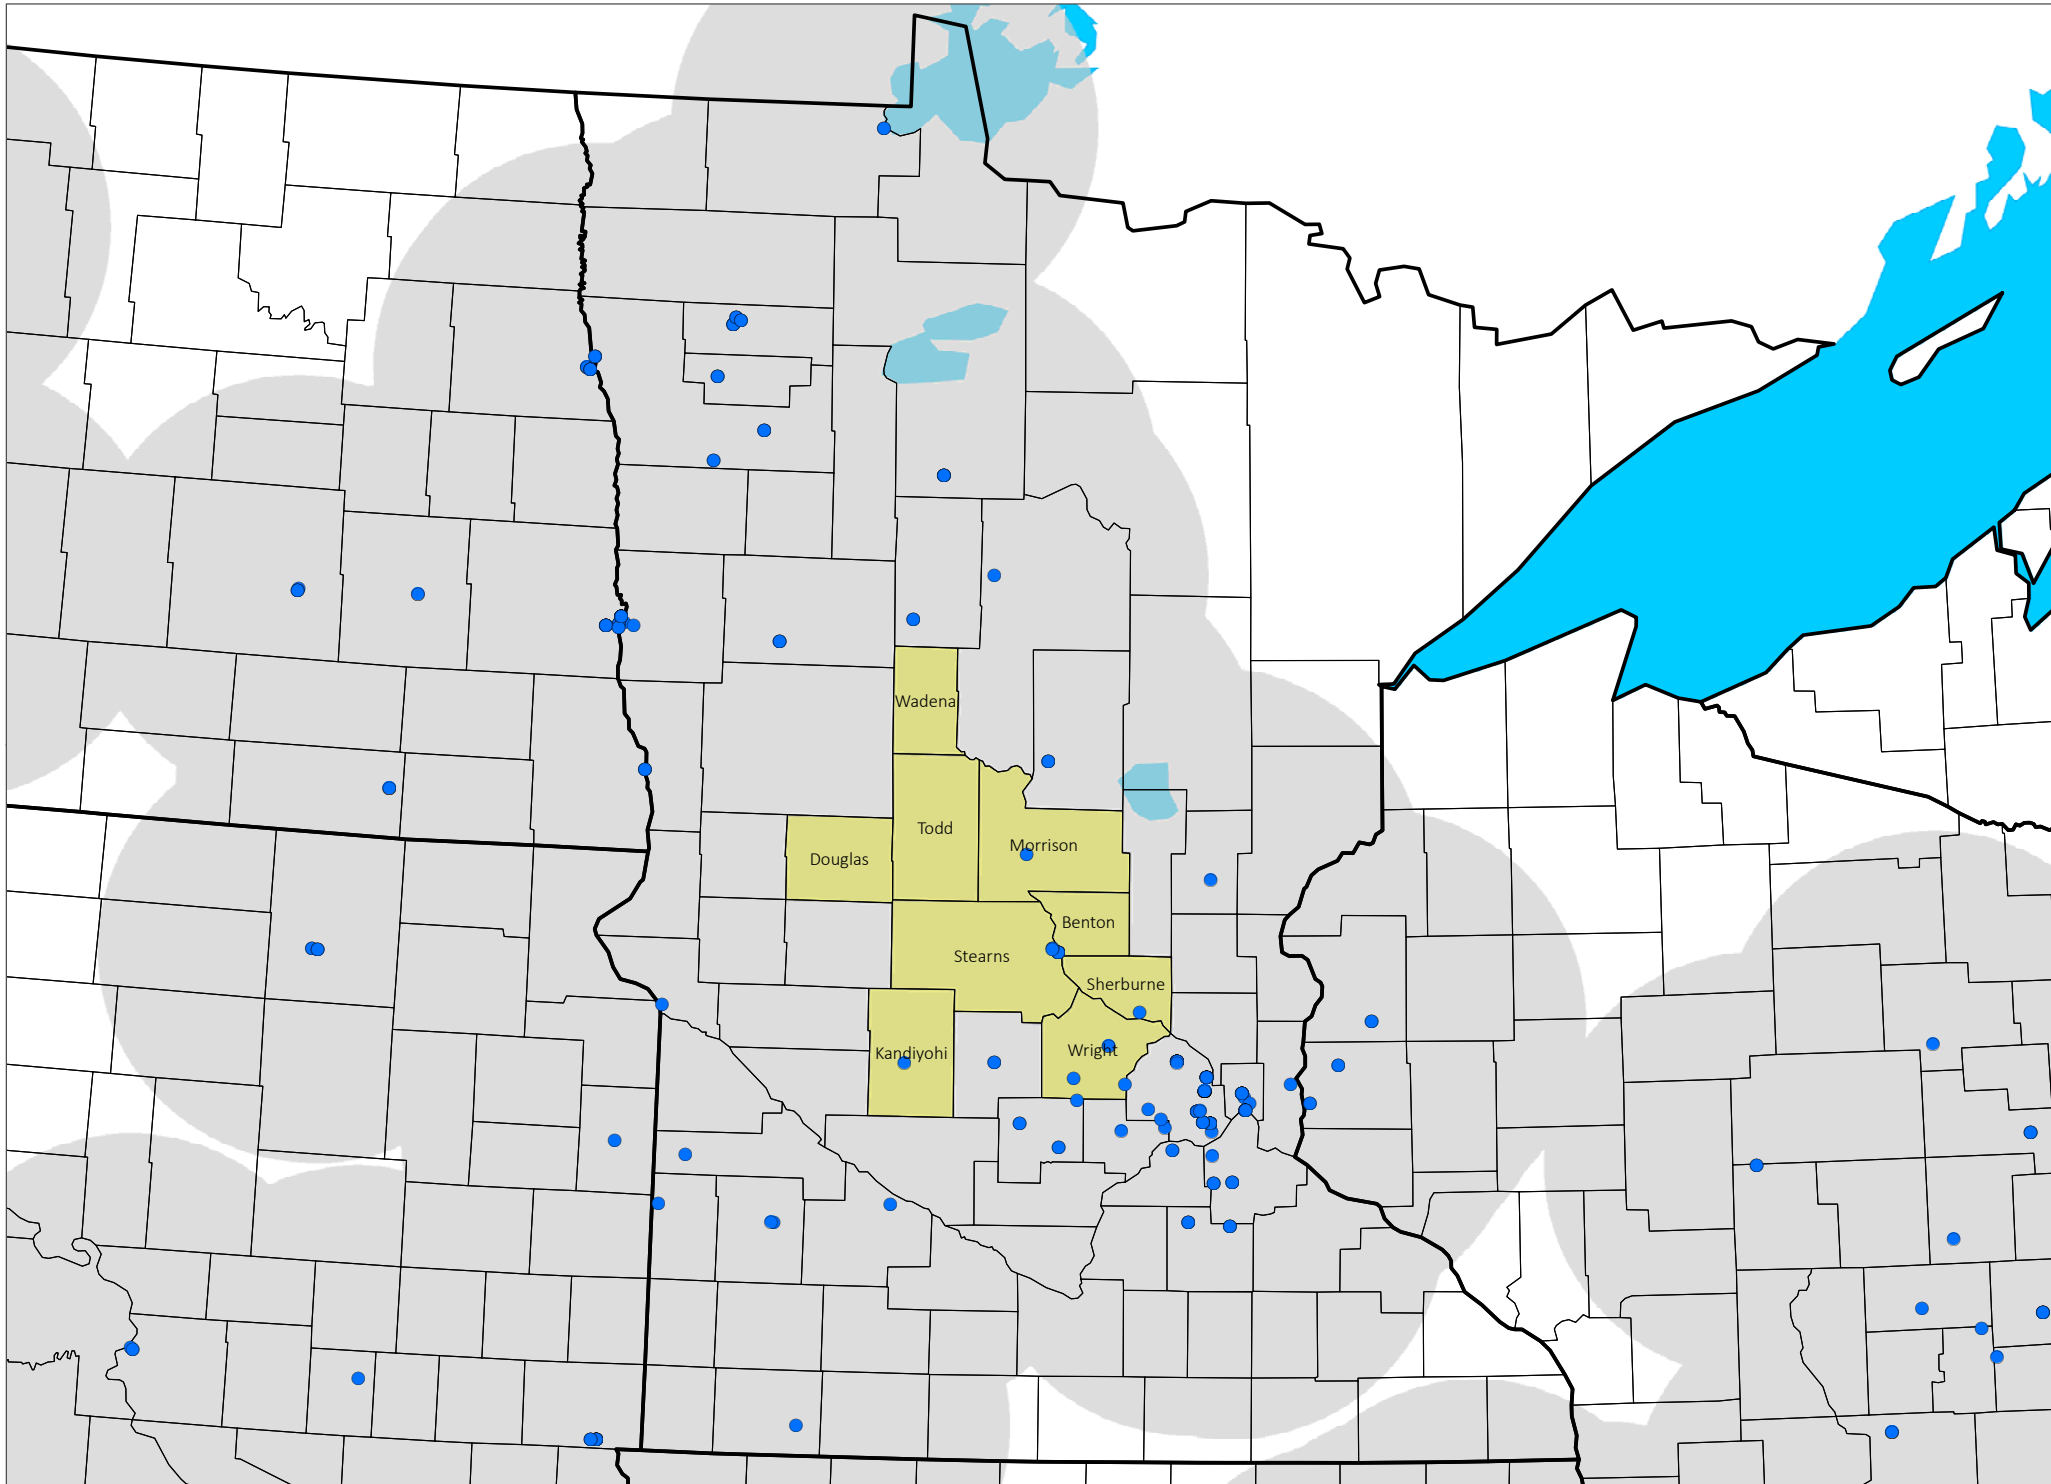 Wadena
Todd
Morrison
Douglas
Benton
Stearns
Sherburne
Kandiyohi
Wright